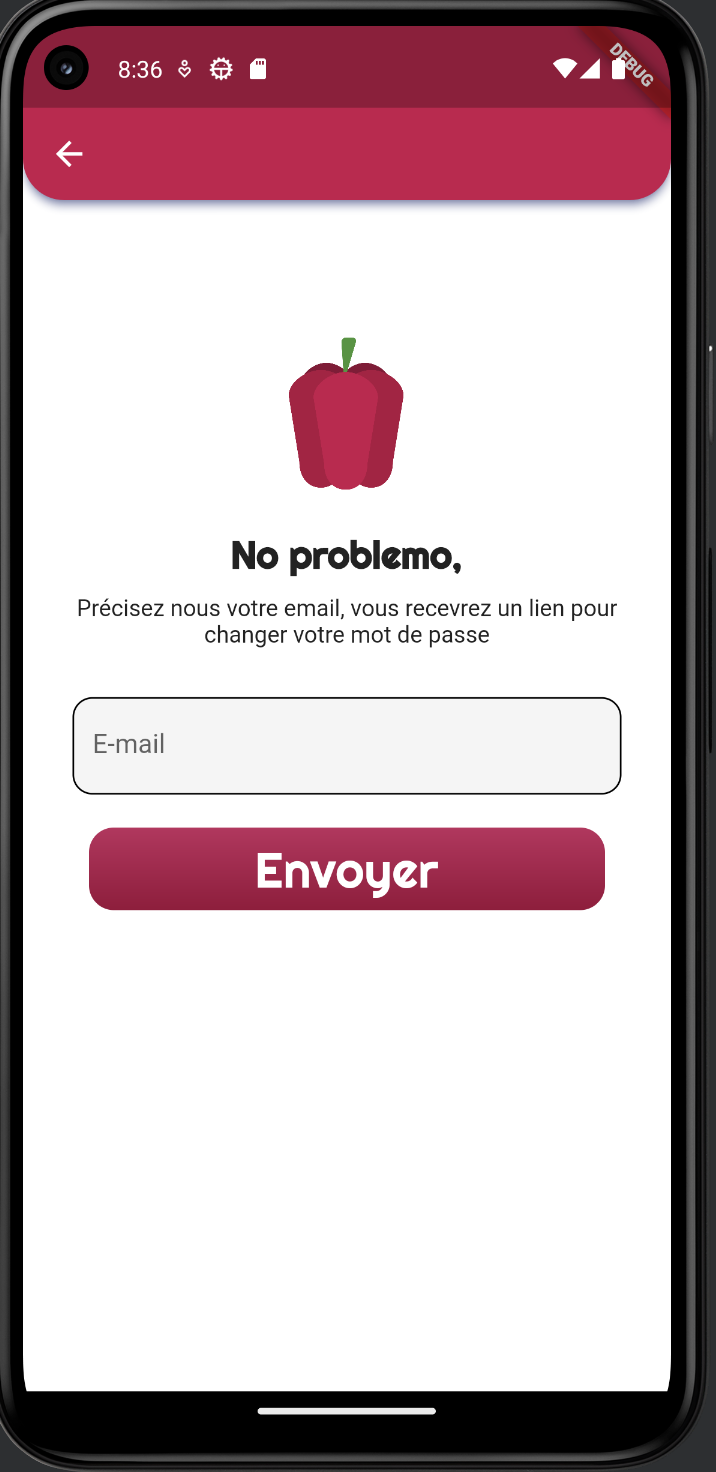 8:36
DEBUG
No problemo,
Précisez nous votre email, vous recevrez un lien pour
changer votre mot de passe
E-mail
Envoyer